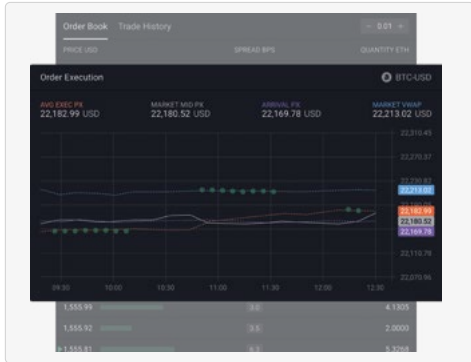 Order Book Trade History
0.01 +
PRICE USD SPREAD BPS QUANTITY ETH
Order Execution BTC-USD
AVG EXEC PX MARKET MID PX ARRIVAL PX MARKET VWAP
22,182.99 USD 22,180.52 USD 22,169.78 USD 22,213.02 USD
22,310.45
22,270.37
22,230.92
22,213.02
22,182.99
22,180.52
22,169.78
22,110.78
22,070.96
09:30 10:00 10:30 11:00 11:30 12:00 12:30
1,555.99 3.0 4.1305
1,555.92 3.5 2.0000
1,555.81 5.3268